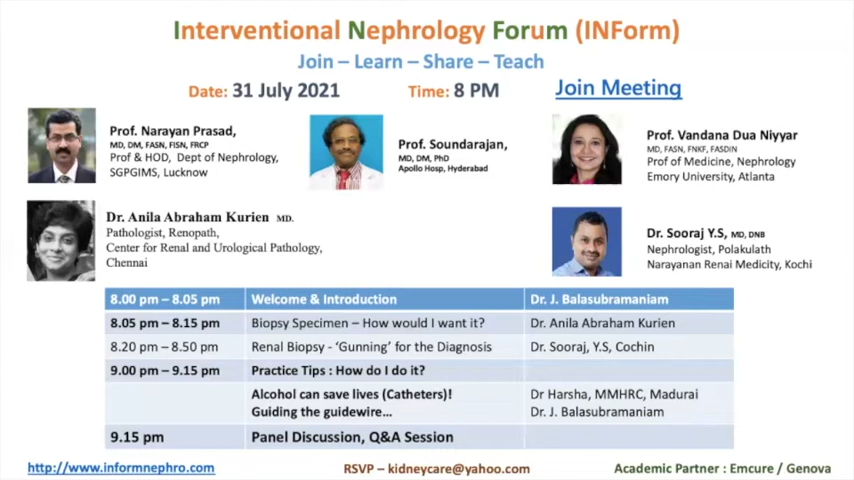 Interventional Nephrology Forum (INForm)
Join – Learn – Share – Teach
Date: 31 July 2021 Time: 8 PM Join Meeting
Prof. Narayan Prasad,
MD, DM, FASN, FISN, FRCP
Prof & HOD, Dept of Nephrology,
SGPGIMS, Lucknow
Prof. Soundarajan,
MD, DM, PhD
Apollo Hosp, Hyderabad
Prof. Vandana Dua Niyyar
MD, FASN, FNKF, FASDIN
Prof of Medicine, Nephrology
Emory University, Atlanta
Dr. Anila Abraham Kurien MD.
Pathologist, Renopath,
Center for Renal and Urological Pathology,
Chennai
Dr. Sooraj Y.S, MD, DNB
Nephrologist, Polakulath
Narayanan Renai Medicity, Kochi
8.00 pm – 8.05 pm Welcome & Introduction Dr. J. Balasubramaniam
8.05 pm – 8.15 pm Biopsy Specimen – How would I want it? Dr. Anila Abraham Kurien
8.20 pm – 8.50 pm Renal Biopsy - ‘Gunning’ for the Diagnosis Dr. Sooraj, Y.S, Cochin
9.00 pm – 9.15 pm Practice Tips : How do I do it?
Alcohol can save lives (Catheters)! Dr Harsha, MMHRC, Madurai
Guiding the guidewire… Dr. J. Balasubramaniam
9.15 pm Panel Discussion, Q&A Session
http://www.informnephro.com RSVP – kidneycare@yahoo.com Academic Partner : Emcure / Genova